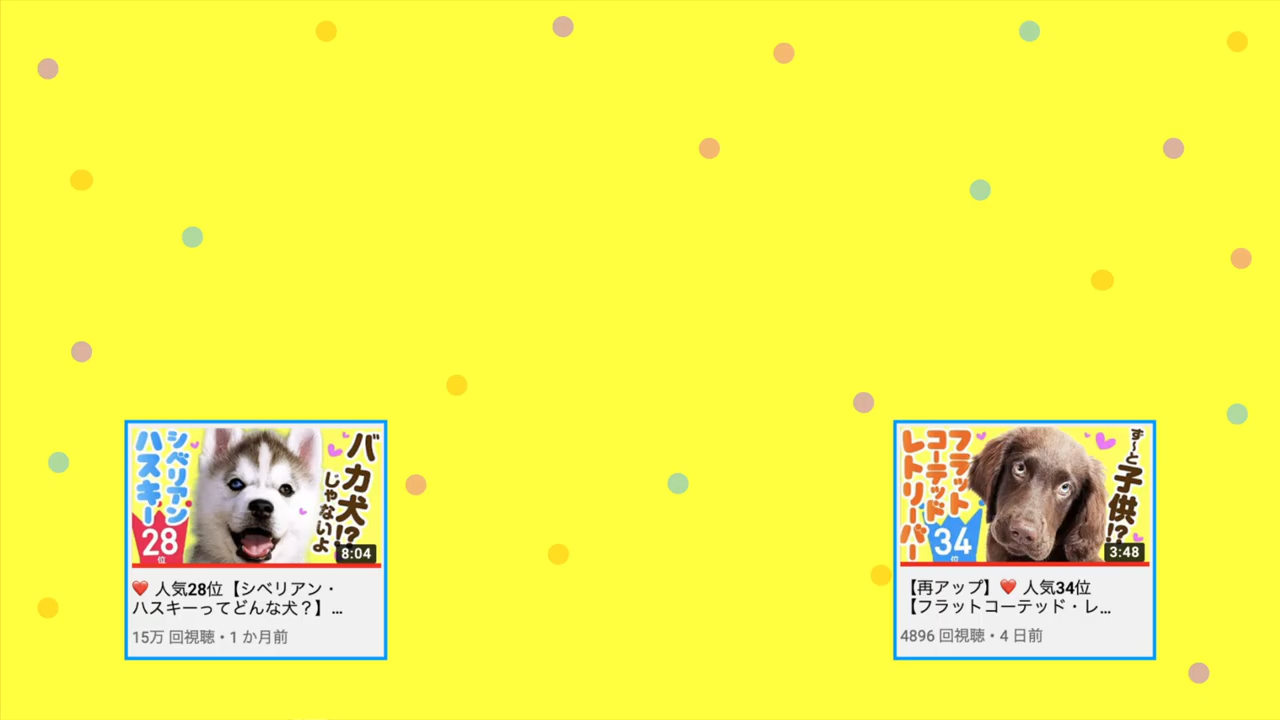 シベリアン
ハスキー
バカ犬!?
じゃないよ
28
位
8:04
❤️ 人気28位【シベリアン・
ハスキーってどんな犬？】...
15万 回視聴・1 か月前
フラット
コーテッド
レトリーバー
ず〜と
子供!?
34
3:48
【再アップ】❤️ 人気34位
【フラットコーテッド・レ...
4896 回視聴・4 日前